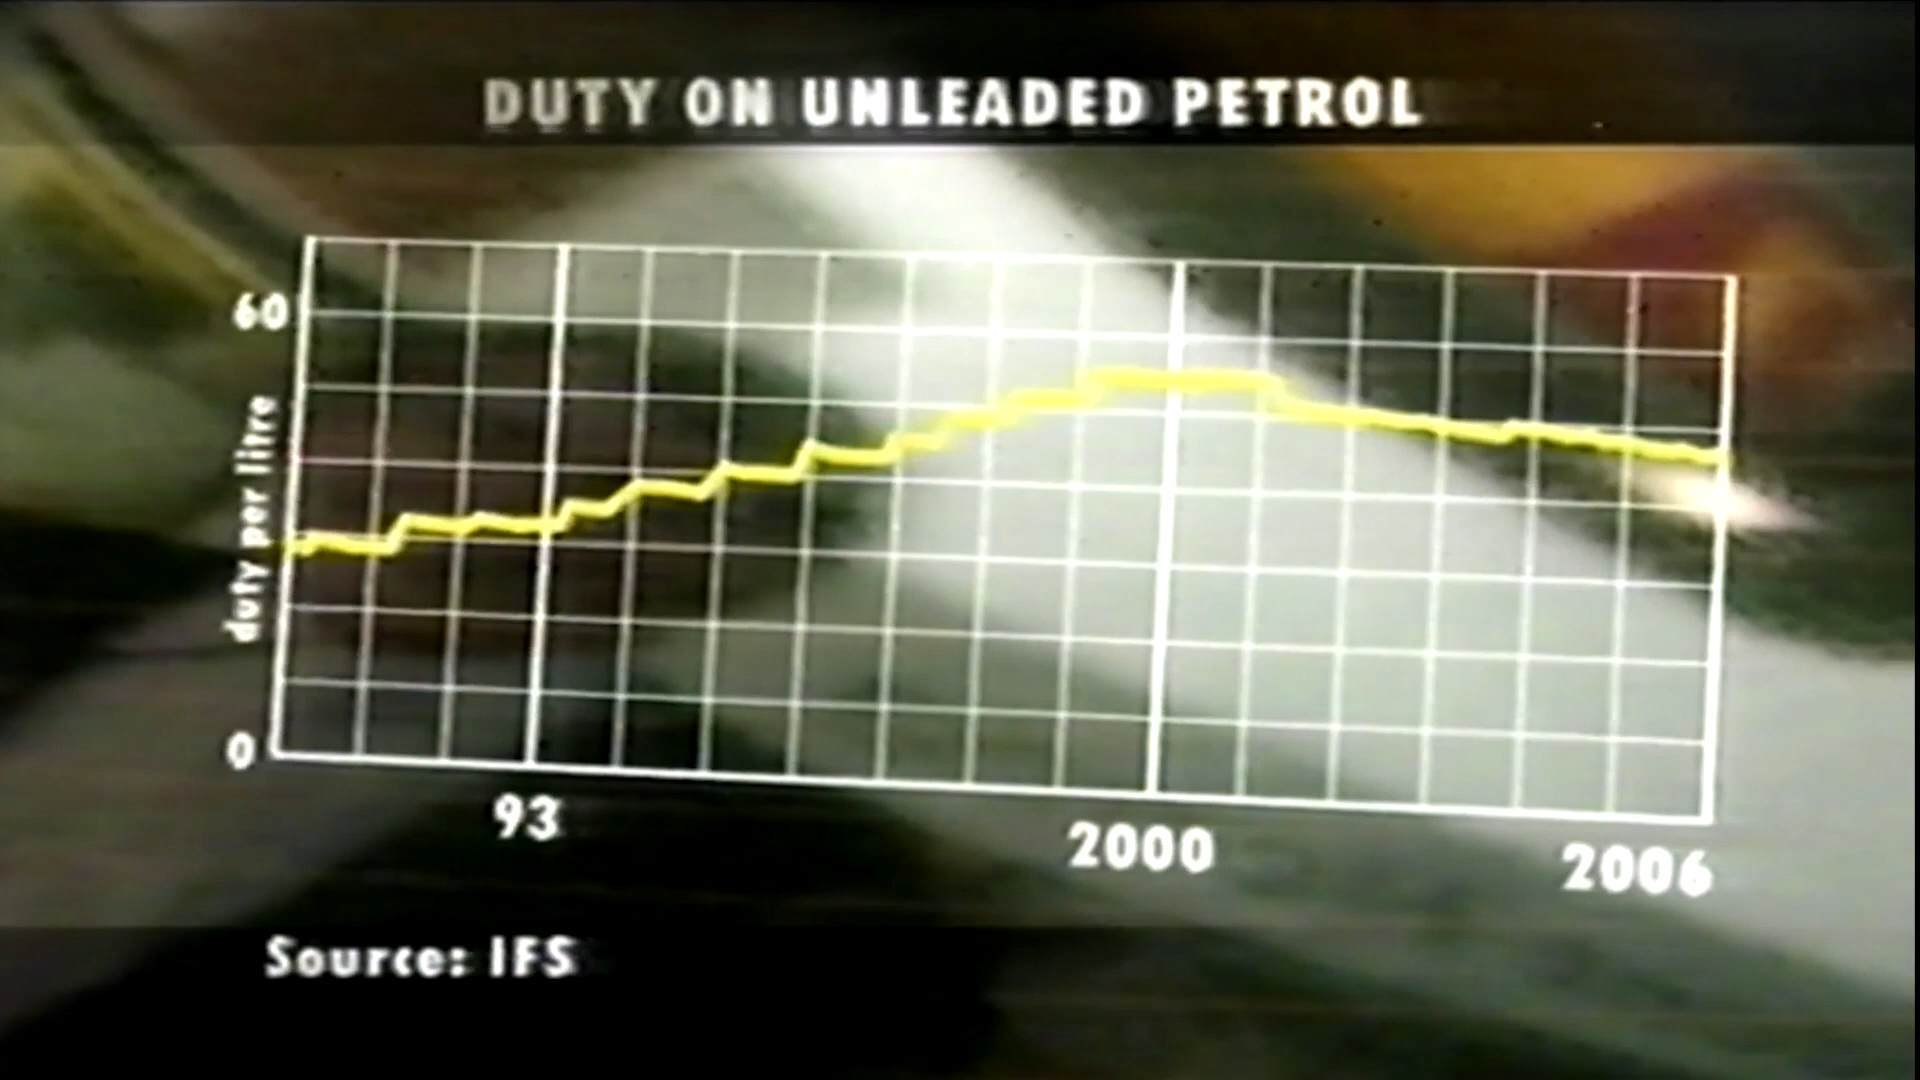 DUTY ON UNLEADED PETROL
60
duty per litre
0
93
2000
2006
Source: IFS